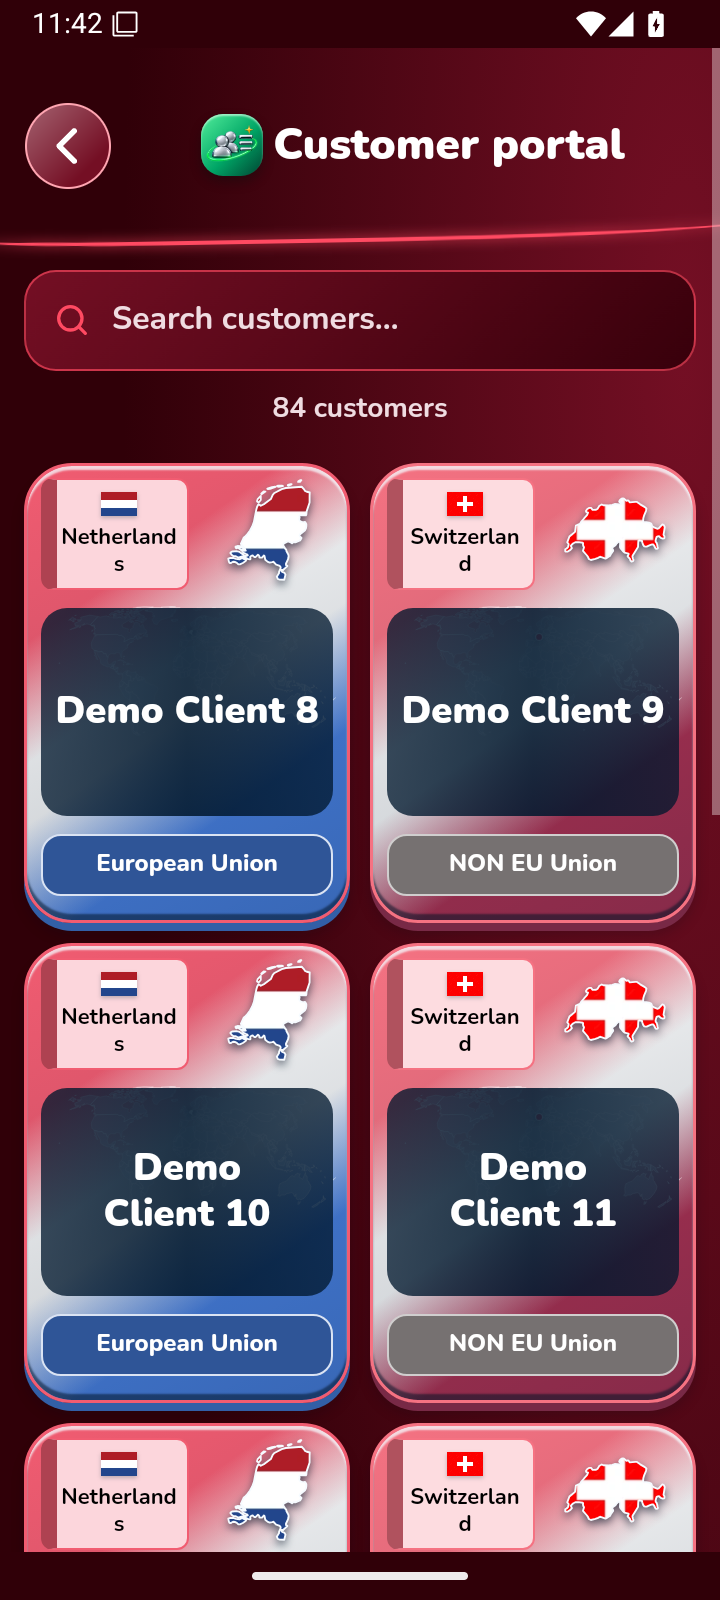 11:42
Customer portal
Search customers...
84 customers
Netherland
s
Demo Client 8
European Union
Switzerlan
d
Demo Client 9
NON EU Union
Netherland
s
Demo
Client 10
European Union
Switzerlan
d
Demo
Client 11
NON EU Union
Netherland
s
Switzerlan
d